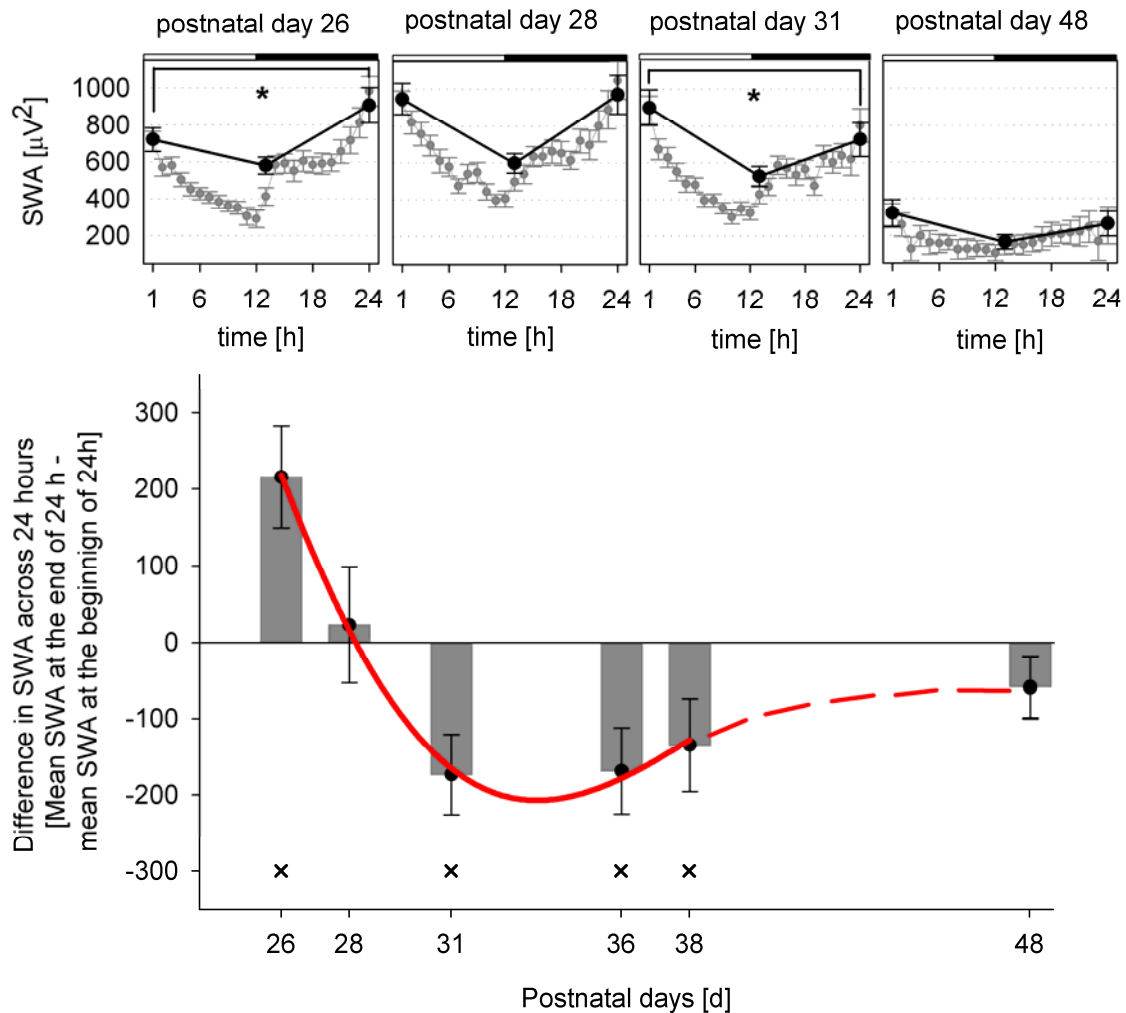 postnatal day 26
postnatal day 28
postnatal day 31
postnatal day 48
SWA [µV2]
1000
800
600
400
200
*
*
1 6 12 18 24
1 6 12 18 24
1 6 12 18 24
1 6 12 18 24
time [h]
time [h]
time [h]
time [h]
Difference in SWA across 24 hours
[Mean SWA at the end of 24 h -
mean SWA at the beginnign of 24h]
300
200
100
0
-100
-200
-300
× × × ×
26 28 31 36 38 48
Postnatal days [d]